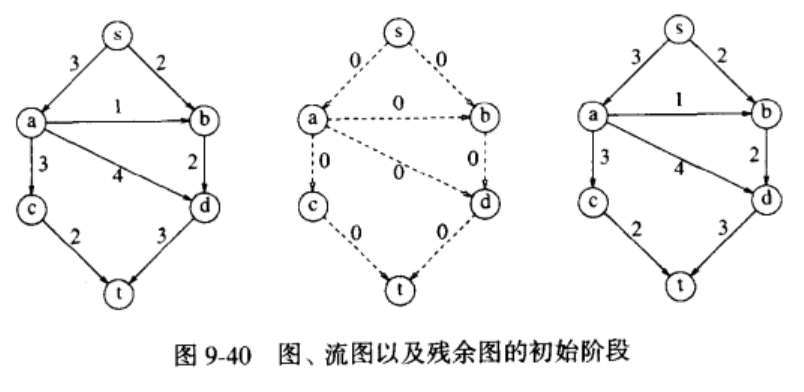 s s s
3 2 0 0 3 2
a 1 b a 0 b a 1 b
3 4 2 0 0 0 3 4 2
c d c d c d
2 3 0 0 2 3
t t t
图 9-40 图、流图以及残余图的初始阶段